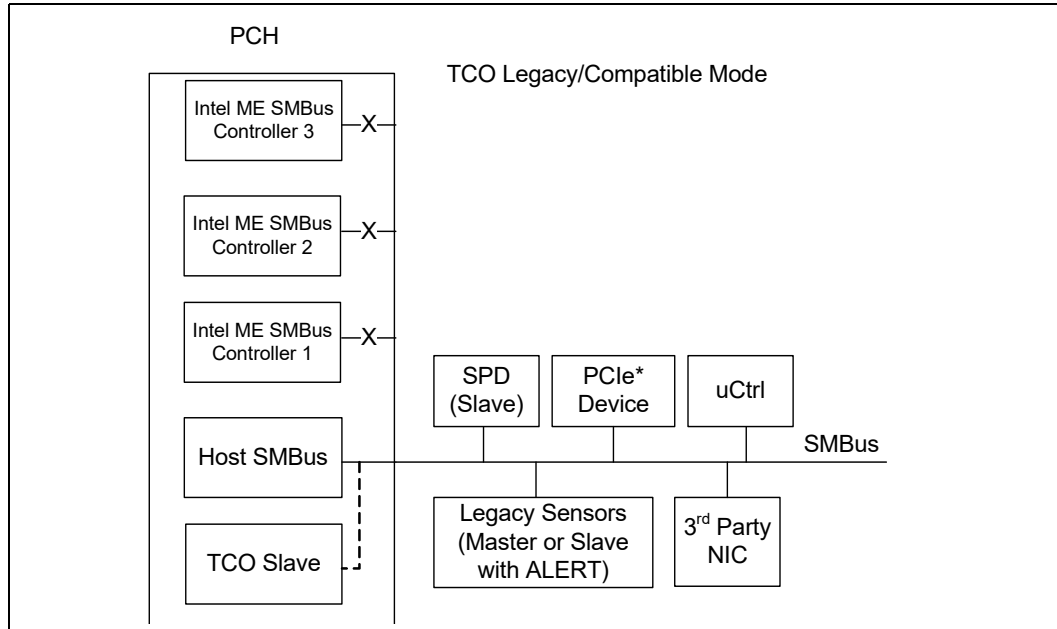 PCH
TCO Legacy/Compatible Mode
Intel ME SMBus
Controller 3
X
Intel ME SMBus
Controller 2
X
Intel ME SMBus
Controller 1
X
SPD
(Slave)
PCIe*
Device
uCtrl
Host SMBus
SMBus
TCO Slave
Legacy Sensors
(Master or Slave
with ALERT)
3rd Party
NIC